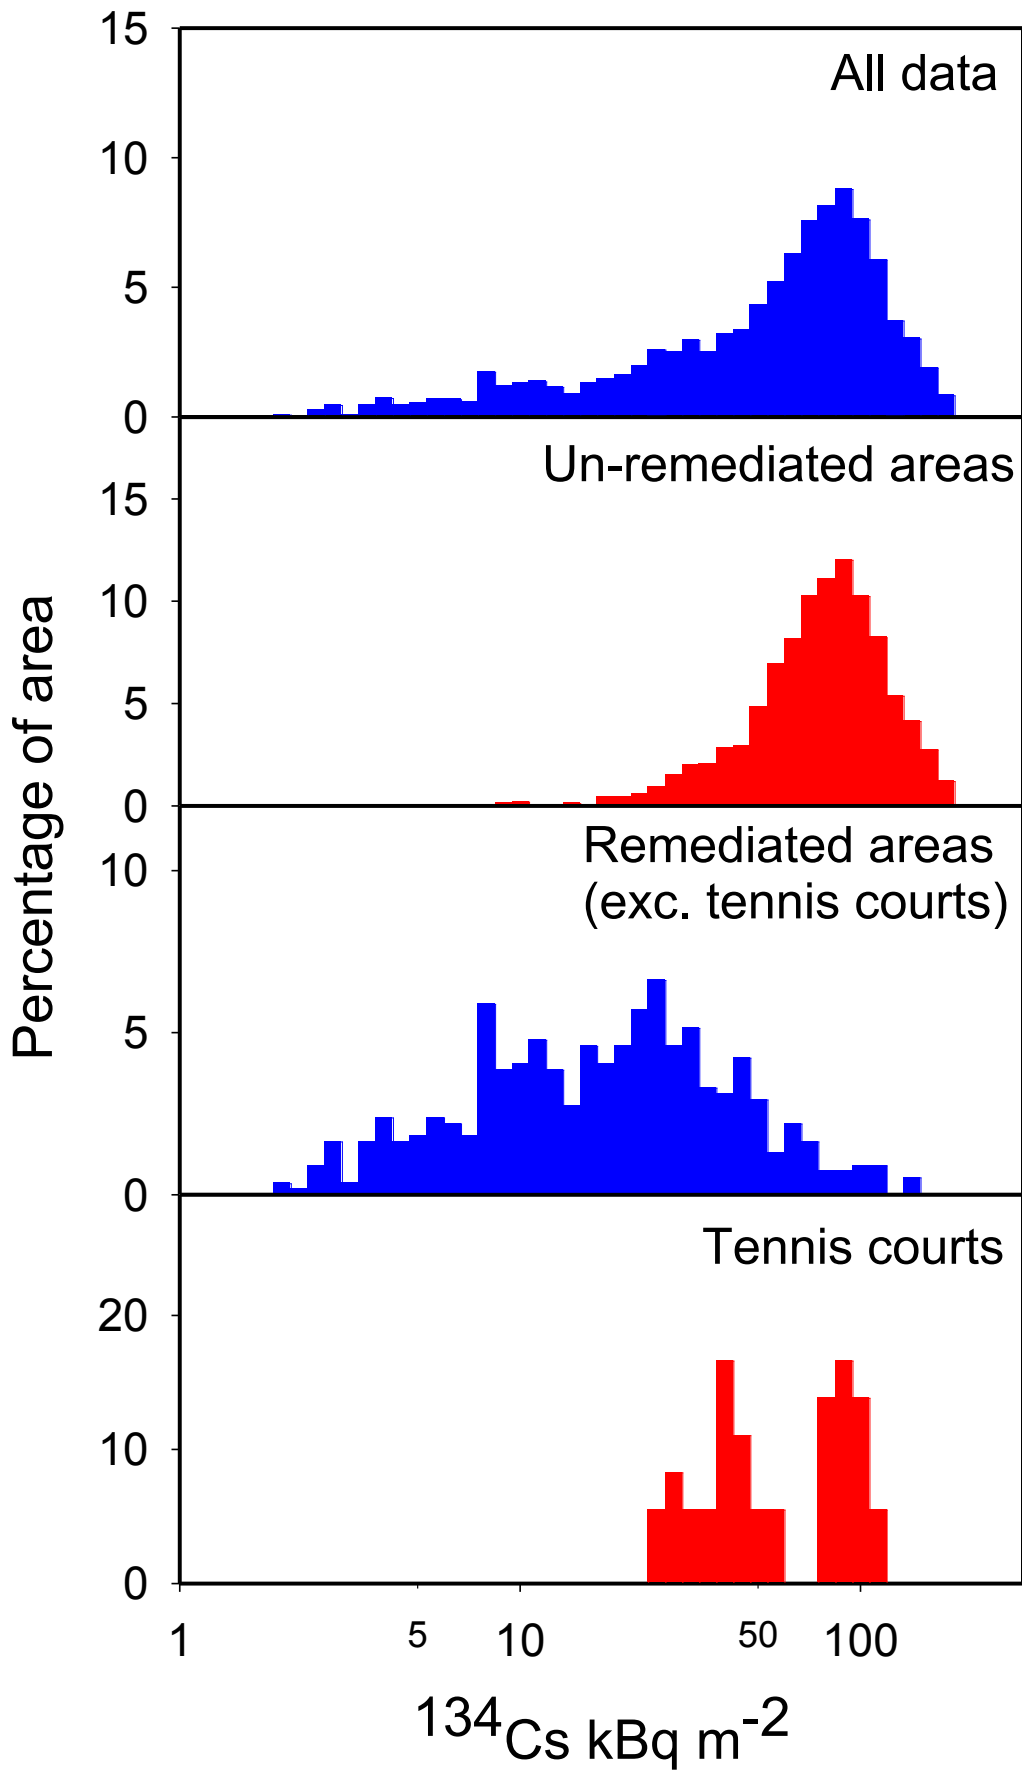 15
All data
10
5
0
Un-remediated areas
15
10
5
0
Remediated areas
(exc. tennis courts)
10
5
0
Tennis courts
20
10
0
Percentage of area
1 5 10 50 100
134Cs kBq m-2